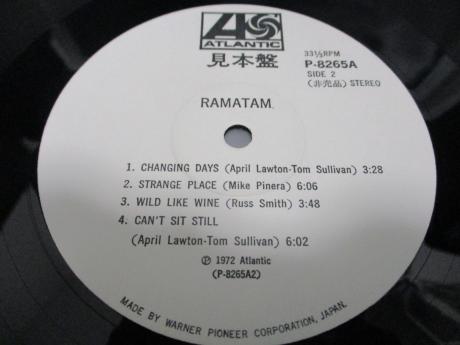 ATLANTIC
見本盤
33⅓RPM
P-8265A
SIDE 2
(非売品) STEREO
RAMATAM
1. CHANGING DAYS (April Lawton-Tom Sullivan) 3:28
2. STRANGE PLACE (Mike Pinera) 6:06
3. WILD LIKE WINE (Russ Smith) 3:48
4. CAN'T SIT STILL
(April Lawton-Tom Sullivan) 6:02
Ⓟ 1972 Atlantic
(P-8265A2)
MADE BY WARNER PIONEER CORPORATION, JAPAN.